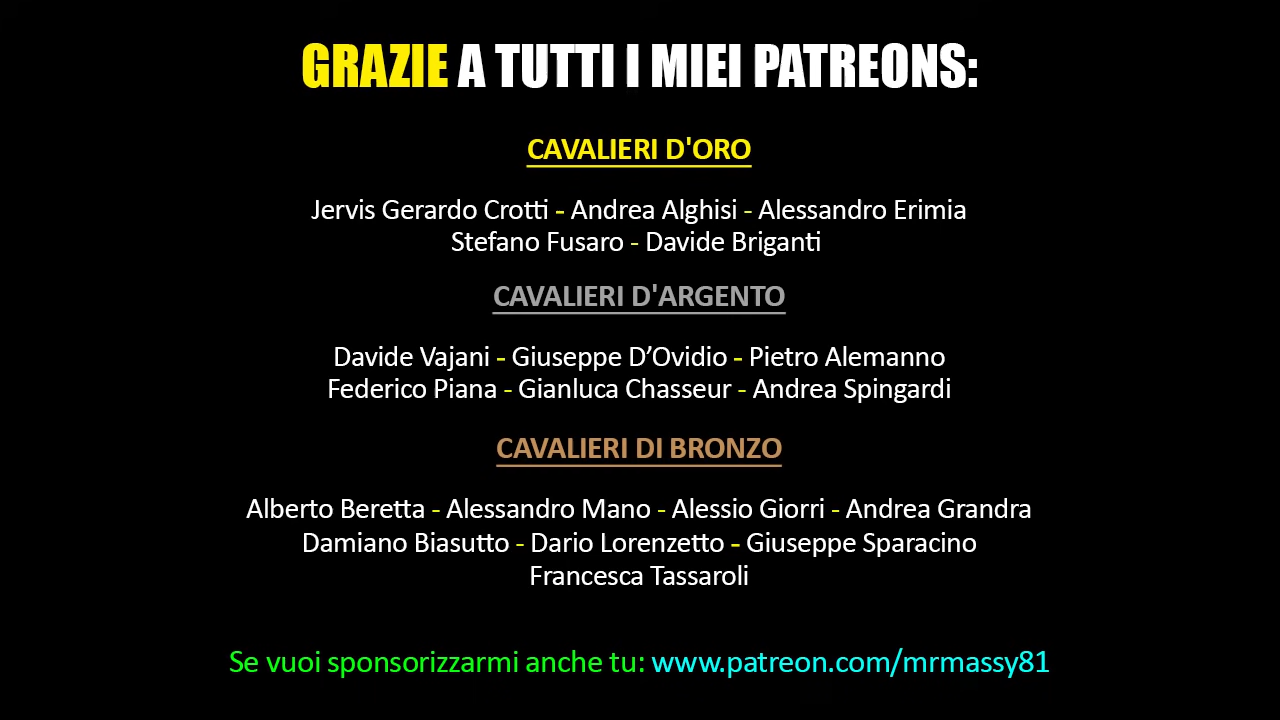 GRAZIE A TUTTI I MIEI PATREONS:
CAVALIERI D'ORO
Jervis Gerardo Crotti - Andrea Alghisi - Alessandro Erimia
Stefano Fusaro - Davide Briganti
CAVALIERI D'ARGENTO
Davide Vajani - Giuseppe D’Ovidio - Pietro Alemanno
Federico Piana - Gianluca Chasseur - Andrea Spingardi
CAVALIERI DI BRONZO
Alberto Beretta - Alessandro Mano - Alessio Giorri - Andrea Grandra
Damiano Biasutto - Dario Lorenzetto - Giuseppe Sparacino
Francesca Tassaroli
Se vuoi sponsorizzarmi anche tu: www.patreon.com/mrmassy81